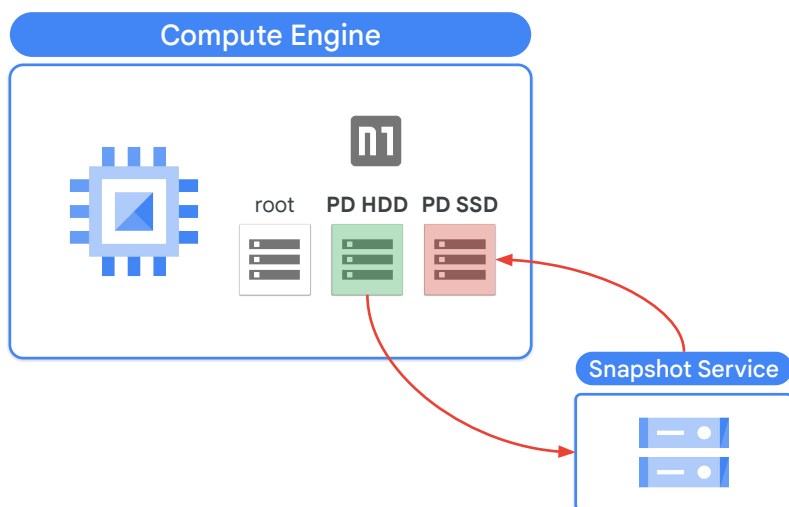 Compute Engine
n1
root PD HDD PD SSD
Snapshot Service